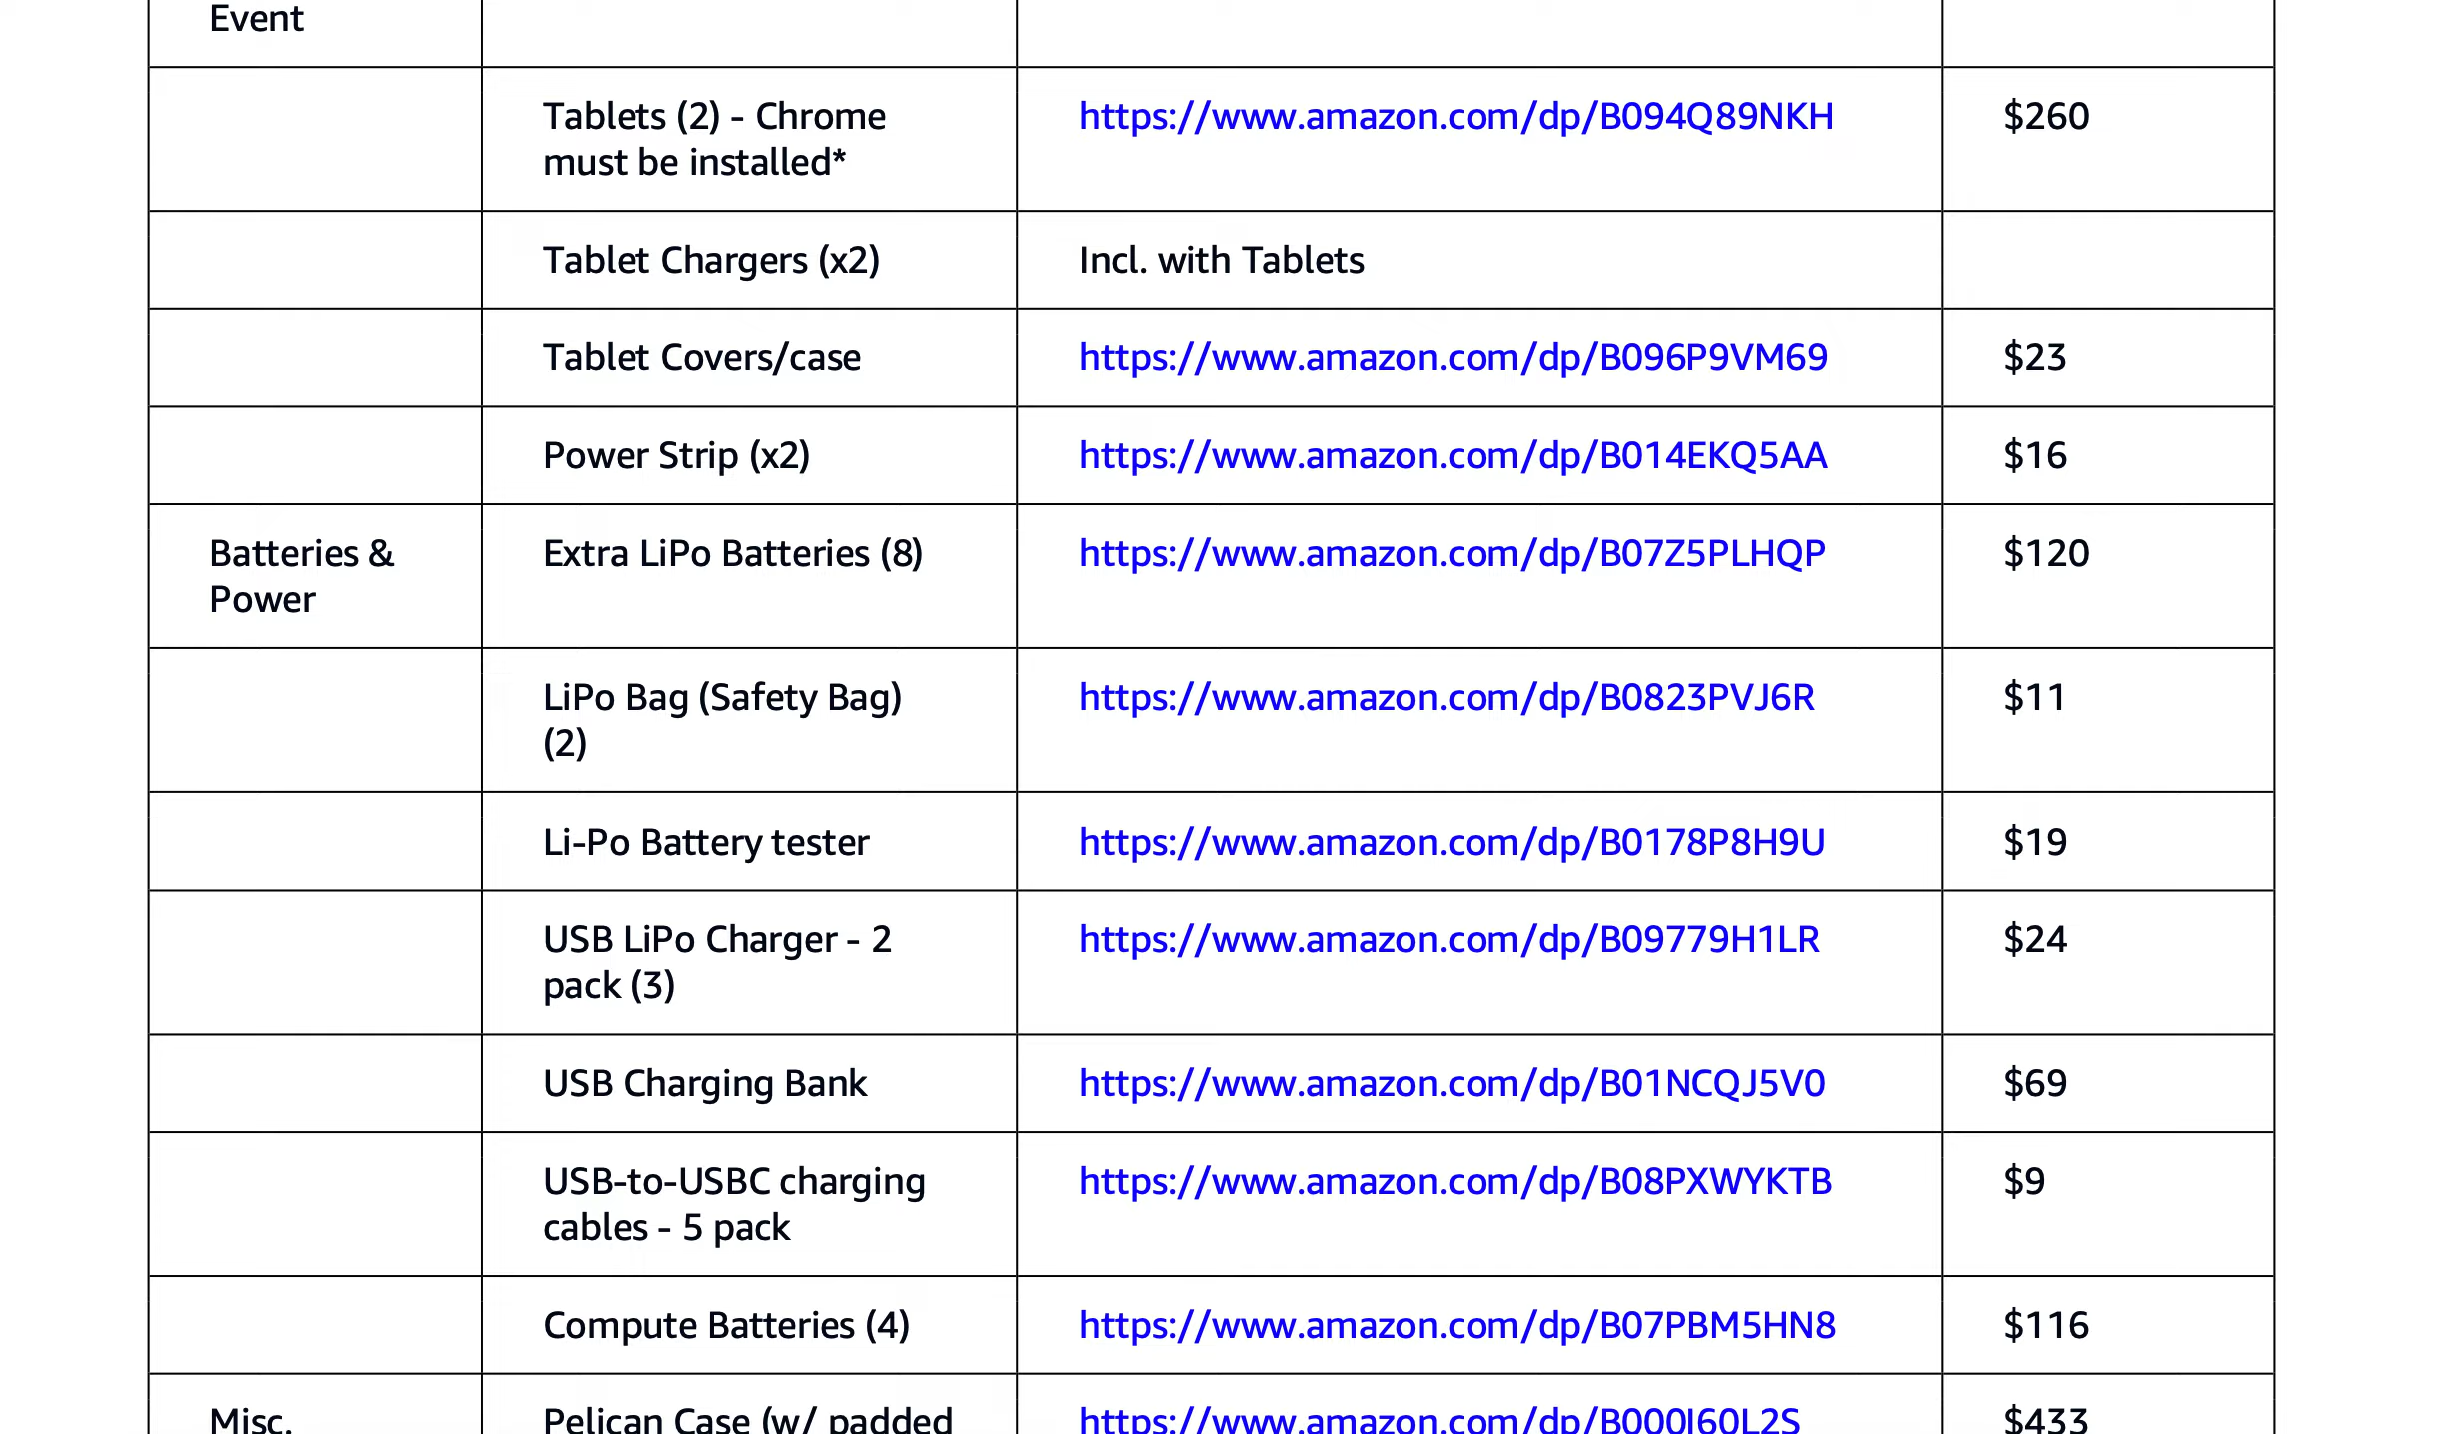 Event
Tablets (2) - Chrome
must be installed*
https://www.amazon.com/dp/B094Q89NKH
$260
Tablet Chargers (x2)
Incl. with Tablets
Tablet Covers/case
https://www.amazon.com/dp/B096P9VM69
$23
Power Strip (x2)
https://www.amazon.com/dp/B014EKQ5AA
$16
Batteries &
Power
Extra LiPo Batteries (8)
https://www.amazon.com/dp/B07Z5PLHQP
$120
LiPo Bag (Safety Bag)
(2)
https://www.amazon.com/dp/B0823PVJ6R
$11
Li-Po Battery tester
https://www.amazon.com/dp/B0178P8H9U
$19
USB LiPo Charger - 2
pack (3)
https://www.amazon.com/dp/B09779H1LR
$24
USB Charging Bank
https://www.amazon.com/dp/B01NCQJ5V0
$69
USB-to-USBC charging
cables - 5 pack
https://www.amazon.com/dp/B08PXWYKTB
$9
Compute Batteries (4)
https://www.amazon.com/dp/B07PBM5HN8
$116
Misc.
Pelican Case (w/ padded
https://www.amazon.com/dp/B000I60L2S
$433